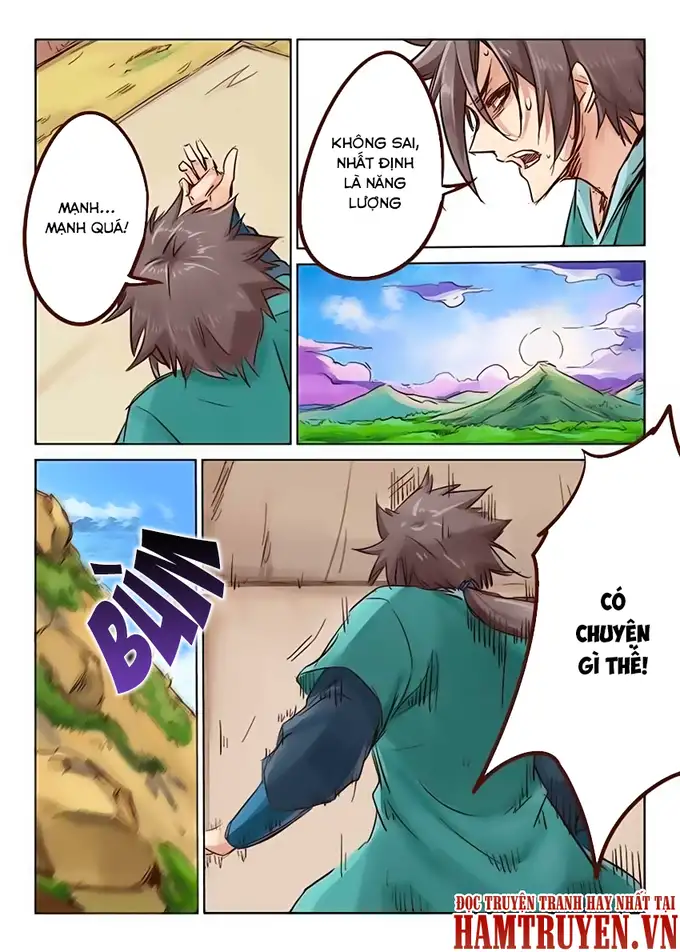 MẠNH...
MẠNH QUÁ!
KHÔNG SAI,
NHẤT ĐỊNH
LÀ NĂNG
LƯỢNG
BÙM
CÓ
CHUYỆN
GÌ THẾ!
ĐỌC TRUYỆN TRANH HAY NHẤT TẠI
HAMTRUYEN.VN